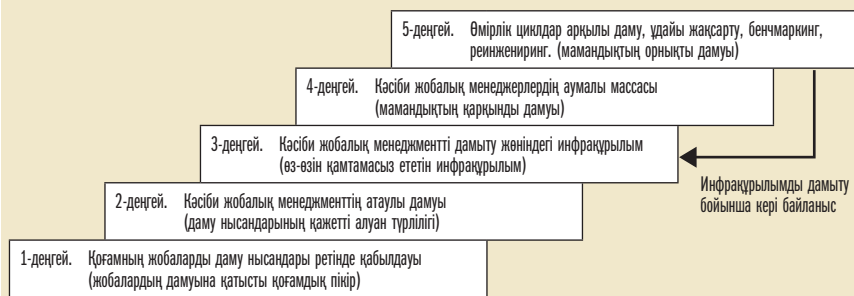 5-деңгей. Өмірлік циклдар арқылы даму, ұдайы жақсарту, бенчмаркинг,
реинжениринг. (мамандықтың орнықты дамуы)
4-деңгей. Кәсіби жобалық менеджерлердің аумалы массасы
(мамандықтың қарқынды дамуы)
3-деңгей. Кәсіби жобалық менеджментті дамыту жөніндегі инфрақұрылым
(өз-өзін қамтамасыз ететін инфрақұрылым)
Инфрақұрылымды дамыту
бойынша кері байланыс
2-деңгей. Кәсіби жобалық менеджменттің атаулы дамуы
(даму нысандарының қажетті алуан түрлілігі)
1-деңгей. Қоғамның жобаларды даму нысандары ретінде қабылдауы
(жобалардың дамуына қатысты қоғамдық пікір)